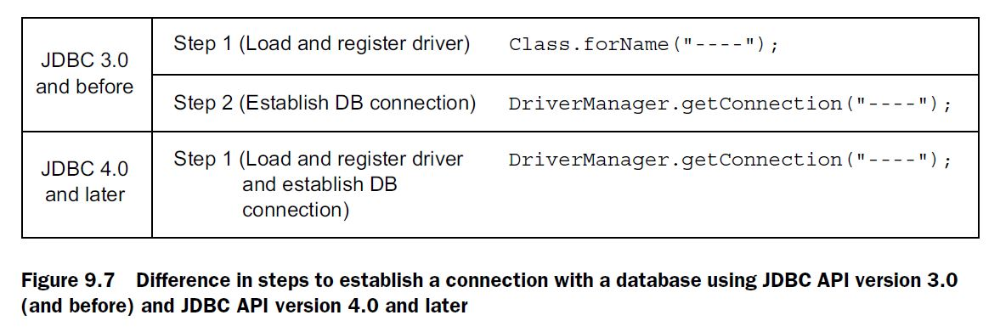 JDBC 3.0
and before
Step 1 (Load and register driver) Class.forName("----");
Step 2 (Establish DB connection) DriverManager.getConnection("----");
JDBC 4.0
and later
Step 1 (Load and register driver DriverManager.getConnection("----");
and establish DB
connection)
Figure 9.7 Difference in steps to establish a connection with a database using JDBC API version 3.0
(and before) and JDBC API version 4.0 and later